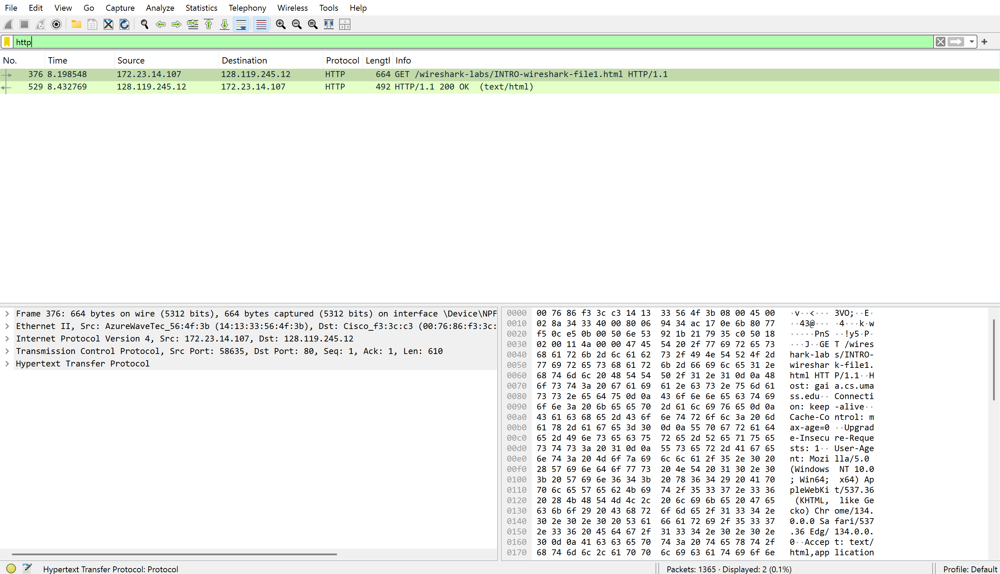 File Edit View Go Capture Analyze Statistics Telephony Wireless Tools Help
http
No. Time Source Destination Protocol Length Info
376 8.198548 172.23.14.107 128.119.245.12 HTTP 664 GET /wireshark-labs/INTRO-wireshark-file1.html HTTP/1.1
529 8.432769 128.119.245.12 172.23.14.107 HTTP 492 HTTP/1.1 200 OK (text/html)
Frame 376: 664 bytes on wire (5312 bits), 664 bytes captured (5312 bits) on interface \Device\NPF
Ethernet II, Src: AzureWaveTec_56:4f:3b (14:13:33:56:4f:3b), Dst: Cisco_f3:3c:c3 (00:76:86:f3:3c:
Internet Protocol Version 4, Src: 172.23.14.107, Dst: 128.119.245.12
Transmission Control Protocol, Src Port: 58635, Dst Port: 80, Seq: 1, Ack: 1, Len: 610
Hypertext Transfer Protocol
0000 00 76 86 f3 3c c3 14 13 33 56 4f 3b 08 00 45 00 ·v··<··· 3VO;··E·
0010 02 8a 34 33 40 00 80 06 94 34 ac 17 0e 6b 80 77 ··43@··· ·4···k·w
0020 f5 0c e5 0b 00 50 6e 53 92 1b 21 79 35 c0 50 18 ·····PnS ··!y5·P·
0030 02 00 11 4a 00 00 47 45 54 20 2f 77 69 72 65 73 ···J··GE T /wires
0040 68 61 72 6b 2d 6c 61 62 73 2f 49 4e 54 52 4f 2d hark-lab s/INTRO-
0050 77 69 72 65 73 68 61 72 6b 2d 66 69 6c 65 31 2e wireshar k-file1.
0060 68 74 6d 6c 20 48 54 54 50 2f 31 2e 31 0d 0a 48 html HTT P/1.1··H
0070 6f 73 74 3a 20 67 61 69 61 2e 63 73 2e 75 6d 61 ost: gai a.cs.uma
0080 73 73 2e 65 64 75 0d 0a 43 6f 6e 6e 65 63 74 69 ss.edu·· Connecti
0090 6f 6e 3a 20 6b 65 65 70 2d 61 6c 69 76 65 0d 0a on: keep -alive··
00a0 43 61 63 68 65 2d 43 6f 6e 74 72 6f 6c 3a 20 6d Cache-Co ntrol: m
00b0 61 78 2d 61 67 65 3d 30 0d 0a 55 70 67 72 61 64 ax-age=0 ··Upgrad
00c0 65 2d 49 6e 73 65 63 75 72 65 2d 52 65 71 75 65 e-Insecu re-Reque
00d0 73 74 73 3a 20 31 0d 0a 55 73 65 72 2d 41 67 65 sts: 1·· User-Age
00e0 6e 74 3a 20 4d 6f 7a 69 6c 6c 61 2f 35 2e 30 20 nt: Mozi lla/5.0
00f0 28 57 69 6e 64 6f 77 73 20 4e 54 20 31 30 2e 30 (Windows NT 10.0
0100 3b 20 57 69 6e 36 34 3b 20 78 36 34 29 20 41 70 ; Win64; x64) Ap
0110 70 6c 65 57 65 62 4b 69 74 2f 35 33 37 2e 33 36 pleWebKi t/537.36
0120 20 28 4b 48 54 4d 4c 2c 20 6c 69 6b 65 20 47 65 (KHTML, like Ge
0130 63 6b 6f 29 20 43 68 72 6f 6d 65 2f 31 33 34 2e cko) Chr ome/134.
0140 30 2e 30 2e 30 20 53 61 66 61 72 69 2f 35 33 37 0.0.0 Sa fari/537
0150 2e 33 36 20 45 64 67 2f 31 33 34 2e 30 2e 30 2e .36 Edg/ 134.0.0.
0160 30 0d 0a 41 63 63 65 70 74 3a 20 74 65 78 74 2f 0··Accep t: text/
0170 68 74 6d 6c 2c 61 70 70 6c 69 63 61 74 69 6f 6e html,app lication
Hypertext Transfer Protocol: Protocol Packets: 1365 · Displayed: 2 (0.1%) Profile: Default